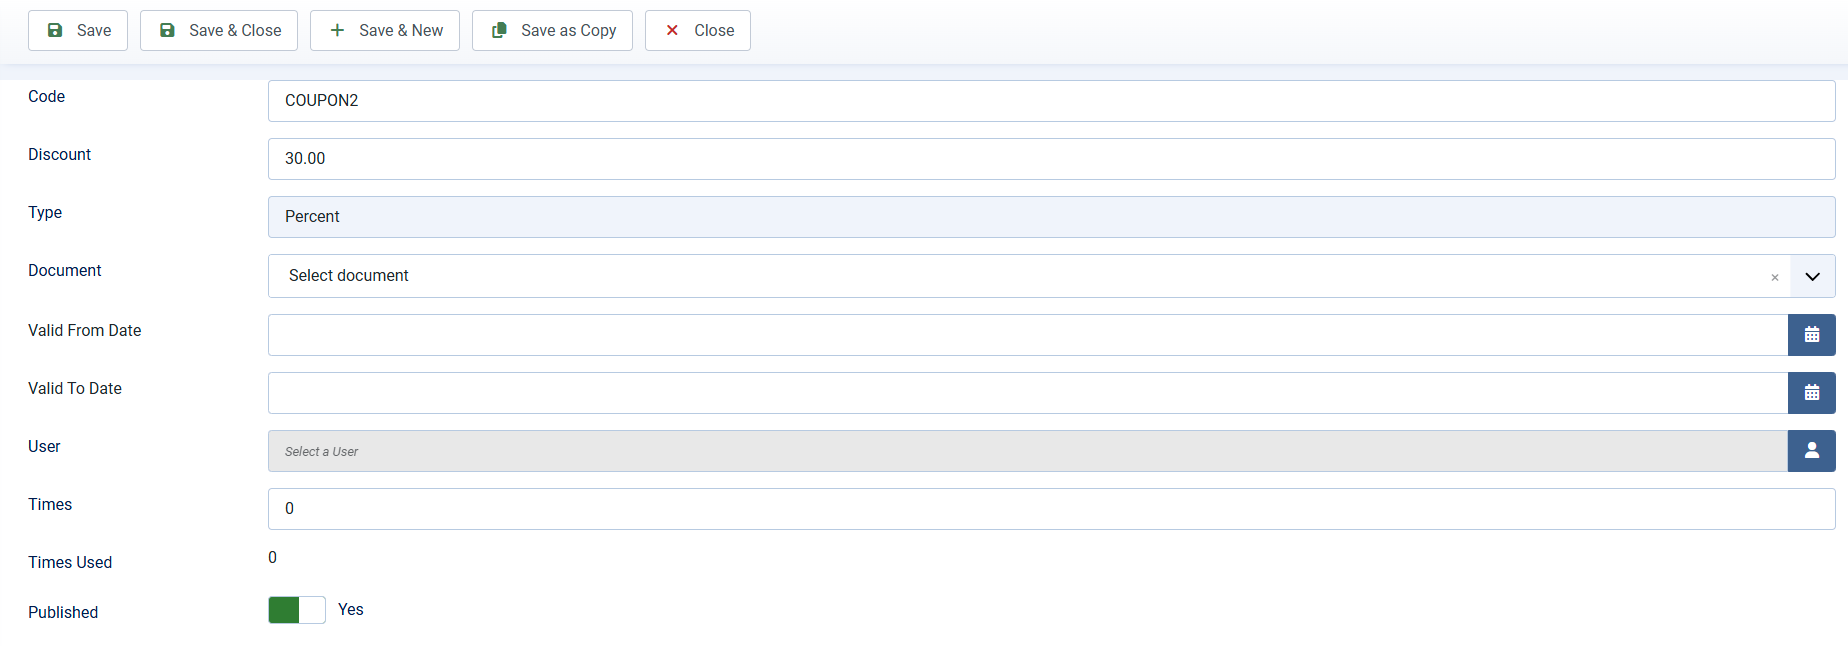 Save Save & Close Save & New Save as Copy Close
Code COUPON2
Discount 30.00
Type Percent
Document Select document ×
Valid From Date
Valid To Date
User Select a User
Times 0
Times Used 0
Published Yes